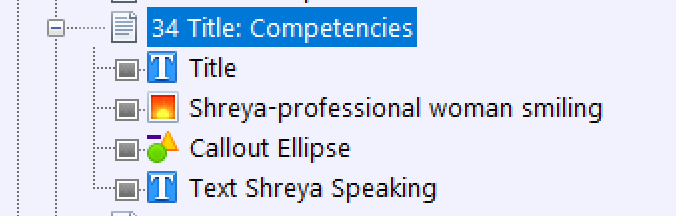 34 Title: Competencies
Title
Shreya-professional woman smiling
Callout Ellipse
Text Shreya Speaking